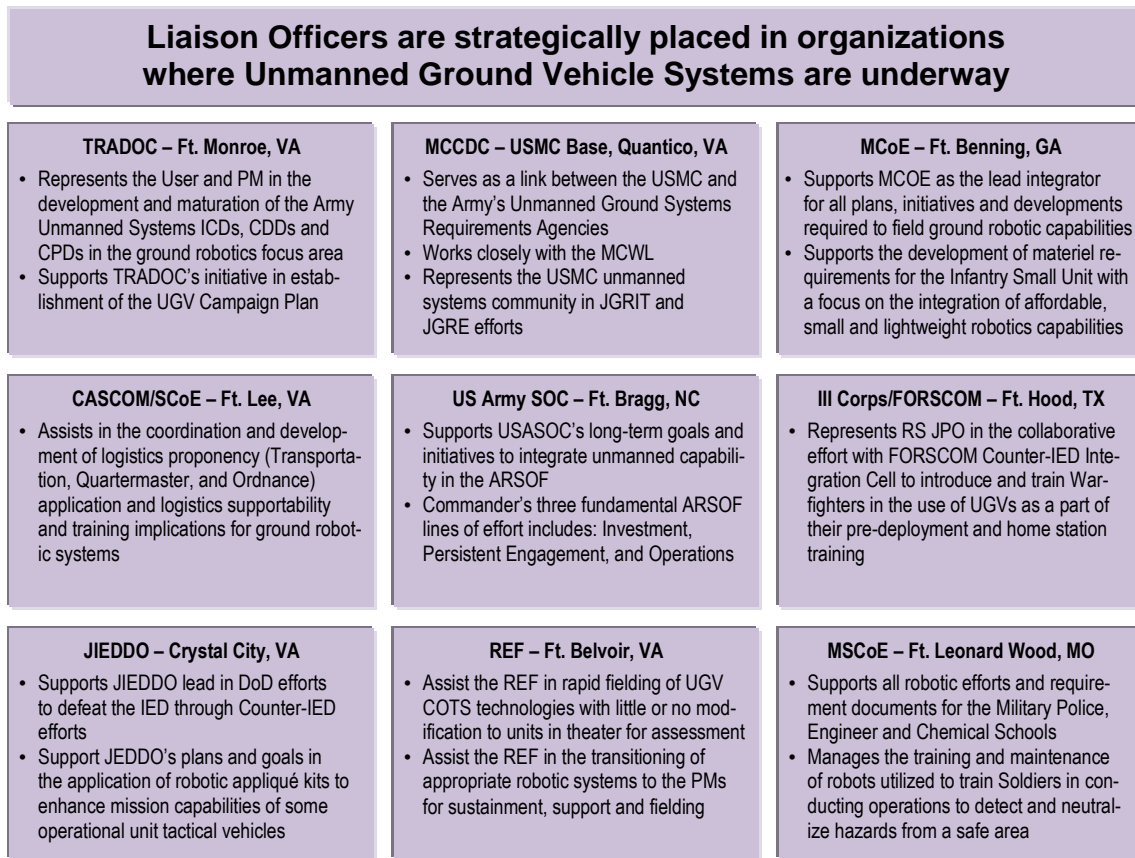 Liaison Officers are strategically placed in organizations
where Unmanned Ground Vehicle Systems are underway
TRADOC – Ft. Monroe, VA
• Represents the User and PM in the
development and maturation of the Army
Unmanned Systems ICDs, CDDs and
CPDs in the ground robotics focus area
• Supports TRADOC's initiative in estab-
lishment of the UGV Campaign Plan
MCCDC – USMC Base, Quantico, VA
• Serves as a link between the USMC and
the Army's Unmanned Ground Systems
Requirements Agencies
• Works closely with the MCWL
• Represents the USMC unmanned
systems community in JGRIT and
JGRE efforts
MCoE – Ft. Benning, GA
• Supports MCOE as the lead integrator
for all plans, initiatives and developments
required to field ground robotic capabilities
• Supports the development of materiel re-
quirements for the Infantry Small Unit with
a focus on the integration of affordable,
small and lightweight robotics capabilities
CASCOM/SCoE – Ft. Lee, VA
• Assists in the coordination and develop-
ment of logistics proponency (Transporta-
tion, Quartermaster, and Ordnance)
application and logistics supportability
and training implications for ground robot-
ic systems
US Army SOC – Ft. Bragg, NC
• Supports USASOC's long-term goals and
initiatives to integrate unmanned capabili-
ty in the ARSOF
• Commander's three fundamental ARSOF
lines of effort includes: Investment,
Persistent Engagement, and Operations
III Corps/FORSCOM – Ft. Hood, TX
• Represents RS JPO in the collaborative
effort with FORSCOM Counter-IED Inte-
gration Cell to introduce and train War-
fighters in the use of UGVs as a part of
their pre-deployment and home station
training
JIEDDO – Crystal City, VA
• Supports JIEDDO lead in DoD efforts
to defeat the IED through Counter-IED
efforts
• Support JEDDO's plans and goals in
the application of robotic appliqué kits to
enhance mission capabilities of some
operational unit tactical vehicles
REF – Ft. Belvoir, VA
• Assist the REF in rapid fielding of UGV
COTS technologies with little or no mod-
ification to units in theater for assessment
• Assist the REF in the transitioning of
appropriate robotic systems to the PMs
for sustainment, support and fielding
MSCoE – Ft. Leonard Wood, MO
• Supports all robotic efforts and require-
ment documents for the Military Police,
Engineer and Chemical Schools
• Manages the training and maintenance
of robots utilized to train Soldiers in con-
ducting operations to detect and neutral-
ize hazards from a safe area